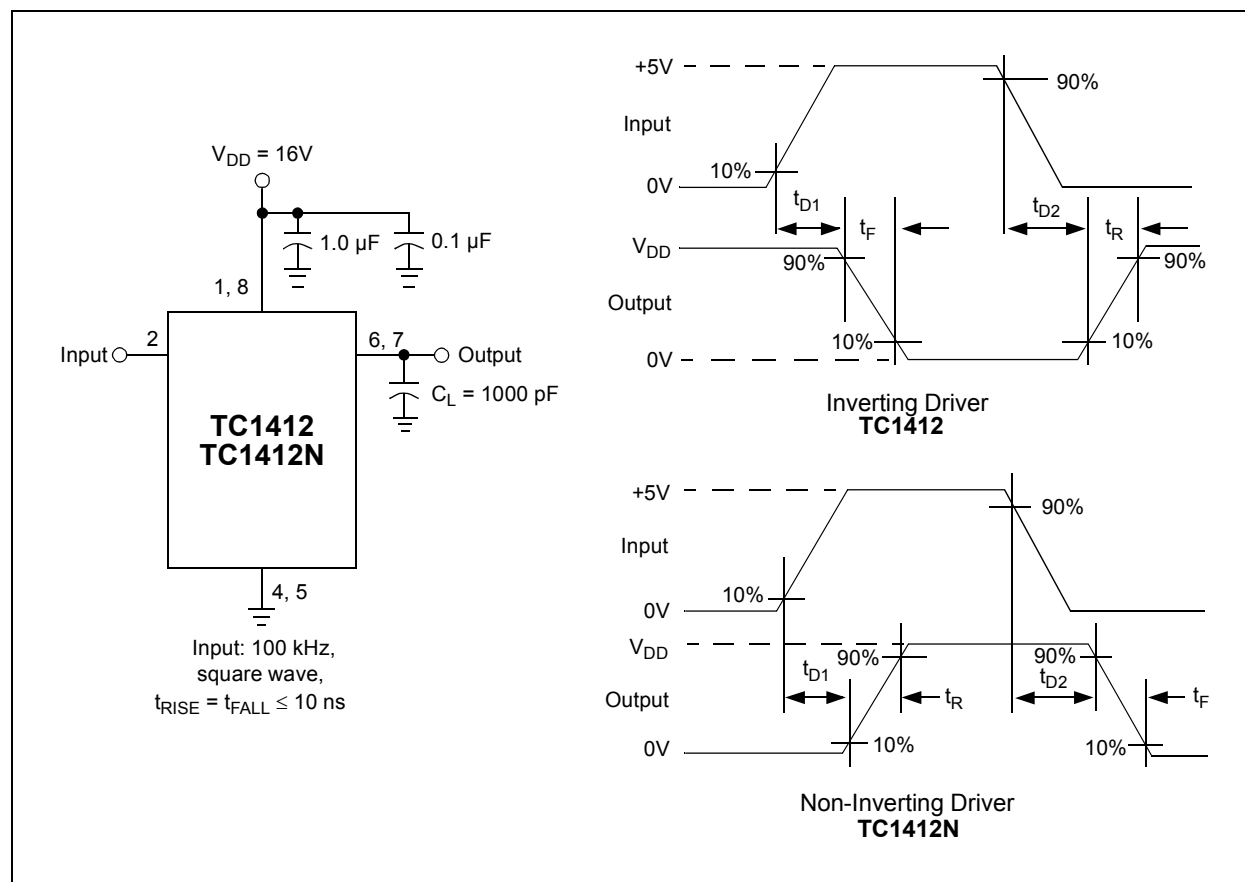 V_DD = 16V
1.0 µF
0.1 µF
1, 8
Input
2
6, 7
Output
C_L = 1000 pF
TC1412
TC1412N
4, 5
Input: 100 kHz,
square wave,
t_RISE = t_FALL ≤ 10 ns
+5V
90%
Input
10%
0V
t_D1
t_F
t_D2
t_R
V_DD
90%
90%
Output
10%
10%
0V
Inverting Driver
TC1412
+5V
90%
Input
10%
0V
V_DD
t_D1
90%
90%
t_D2
Output
t_R
t_F
0V
10%
10%
Non-Inverting Driver
TC1412N